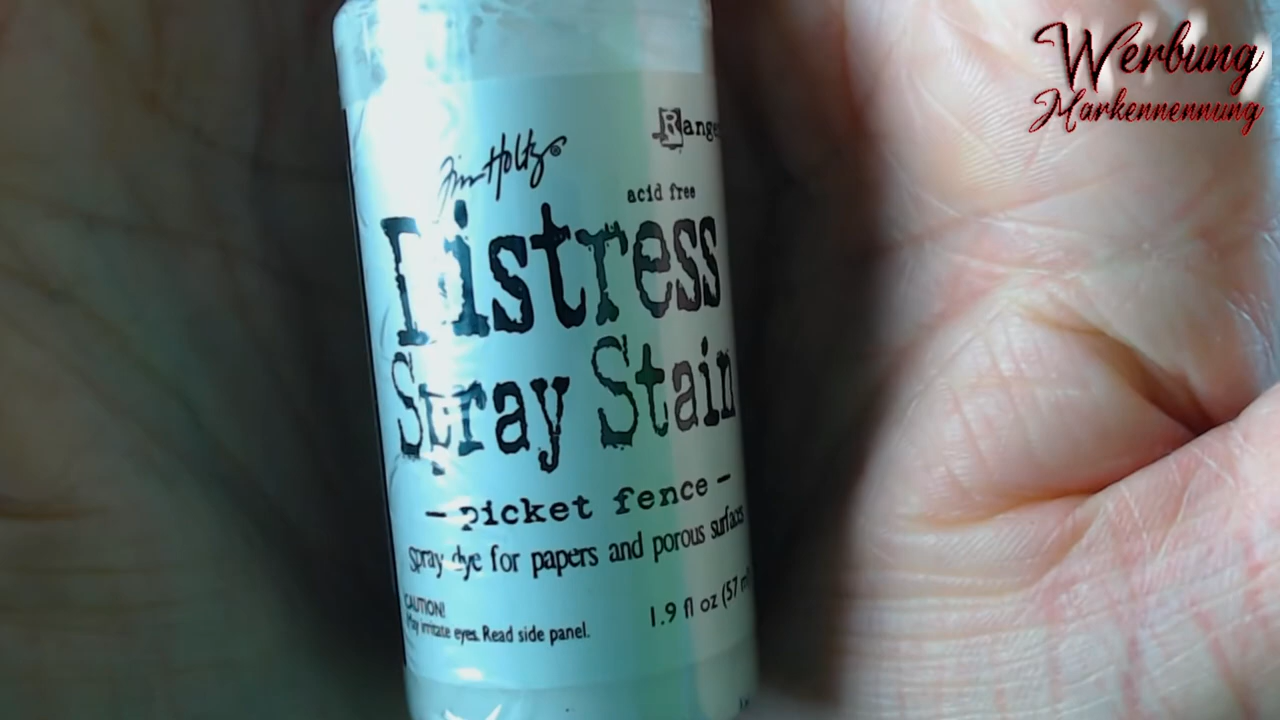 Werbung
Markennennung
Ranger
Tim Holtz®
acid free
Distress
Spray Stain
- picket fence -
spray dye for papers and porous surfaces
CAUTION!
May irritate eyes. Read side panel.
1.9 fl oz (57